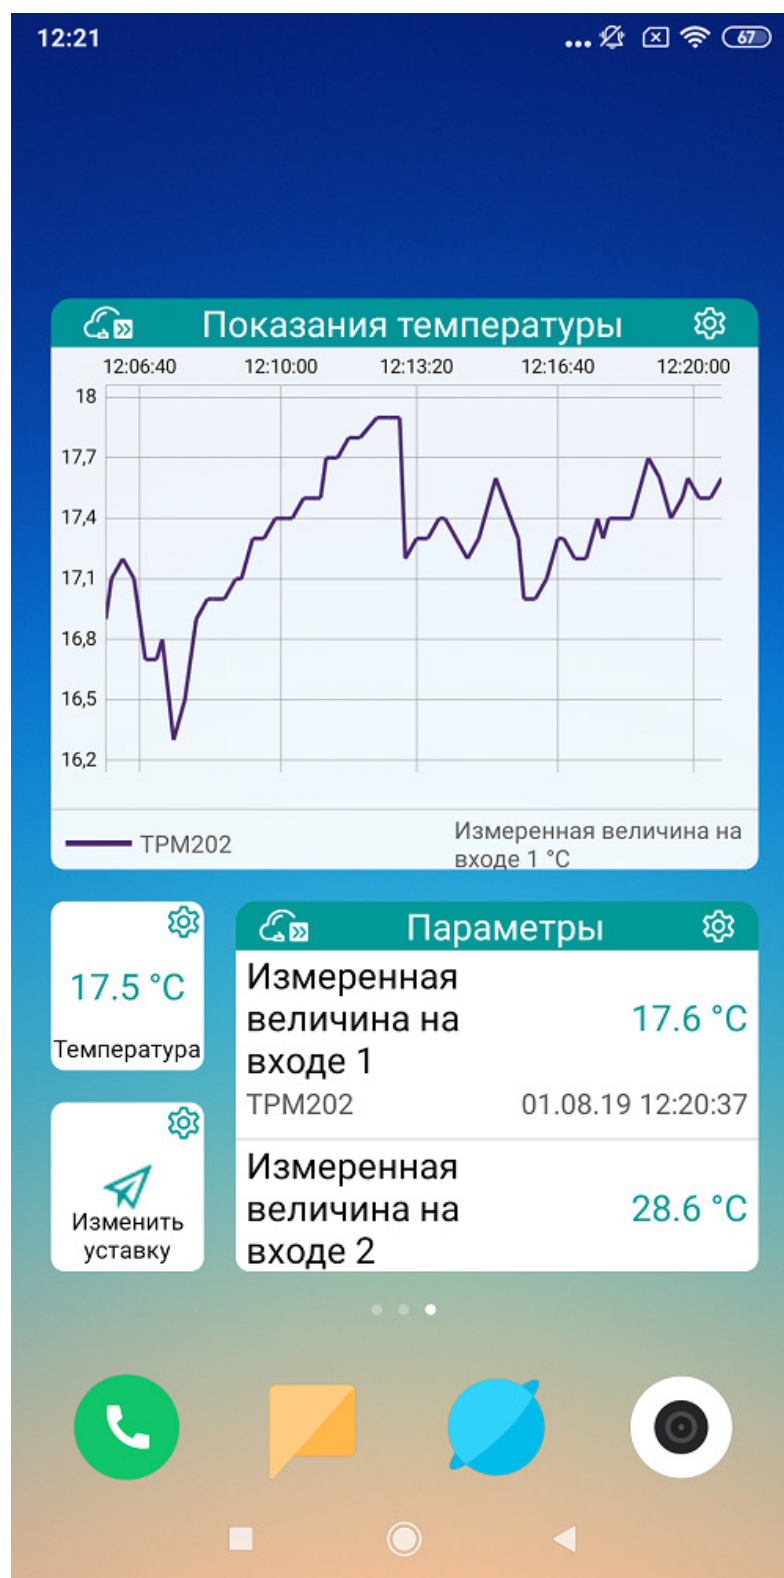 12:21
67
Показания температуры
12:06:40 12:10:00 12:13:20 12:16:40 12:20:00
18
17,7
17,4
17,1
16,8
16,5
16,2
ТРМ202
Измеренная величина на
входе 1 °C
17.5 °C
Температура
Изменить
уставку
Параметры
Измеренная
величина на
входе 1
17.6 °C
ТРМ202
01.08.19 12:20:37
Измеренная
величина на
входе 2
28.6 °C